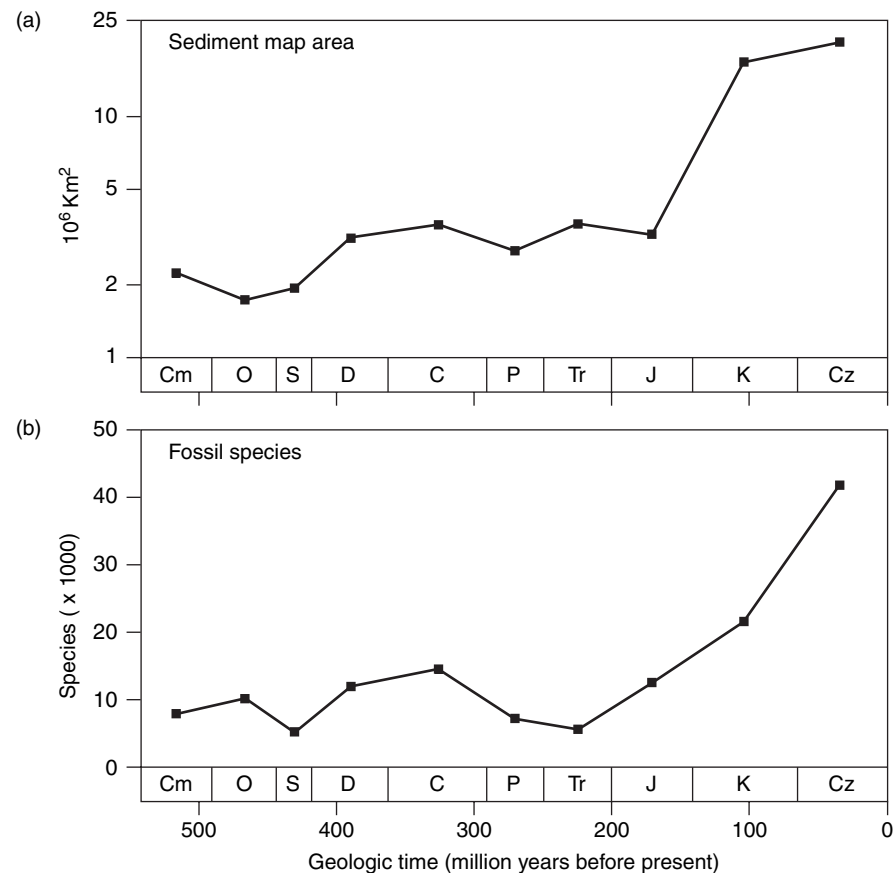 (a)
Sediment map area
25
10
5
2
1
10⁶ Km²
Cm O S D C P Tr J K Cz
(b)
Fossil species
50
40
30
20
10
0
Species ( x 1000)
Cm O S D C P Tr J K Cz
500 400 300 200 100 0
Geologic time (million years before present)